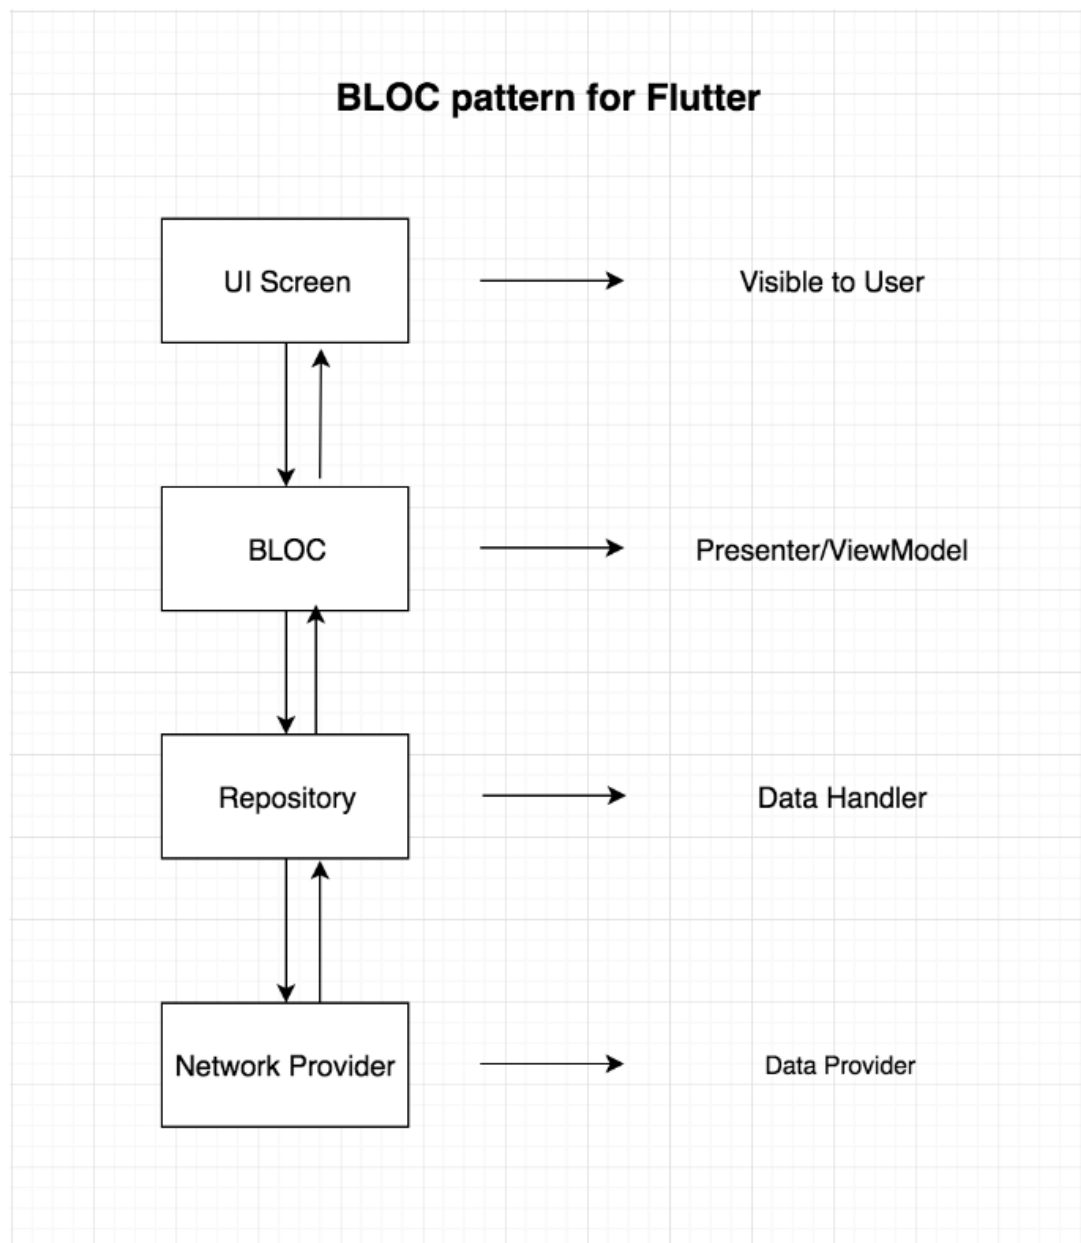 BLOC pattern for Flutter
UI Screen
Visible to User
BLOC
Presenter/ViewModel
Repository
Data Handler
Network Provider
Data Provider